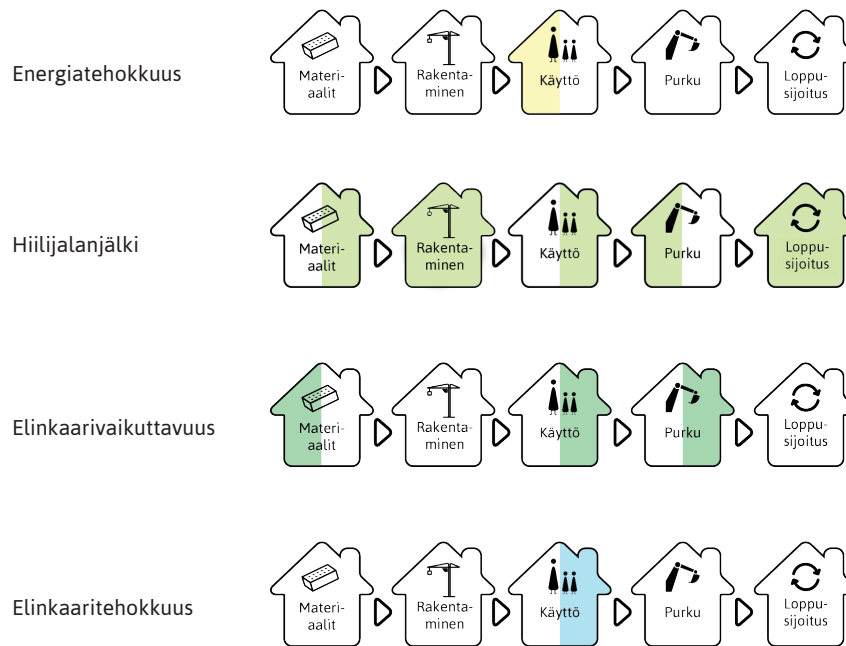 Energiatehokkuus
Materi-
aalit
Rakenta-
minen
Käyttö
Purku
Loppu-
sijoitus
Hiilijalanjälki
Materi-
aalit
Rakenta-
minen
Käyttö
Purku
Loppu-
sijoitus
Elinkaarivaikuttavuus
Materi-
aalit
Rakenta-
minen
Käyttö
Purku
Loppu-
sijoitus
Elinkaaritehokkuus
Materi-
aalit
Rakenta-
minen
Käyttö
Purku
Loppu-
sijoitus